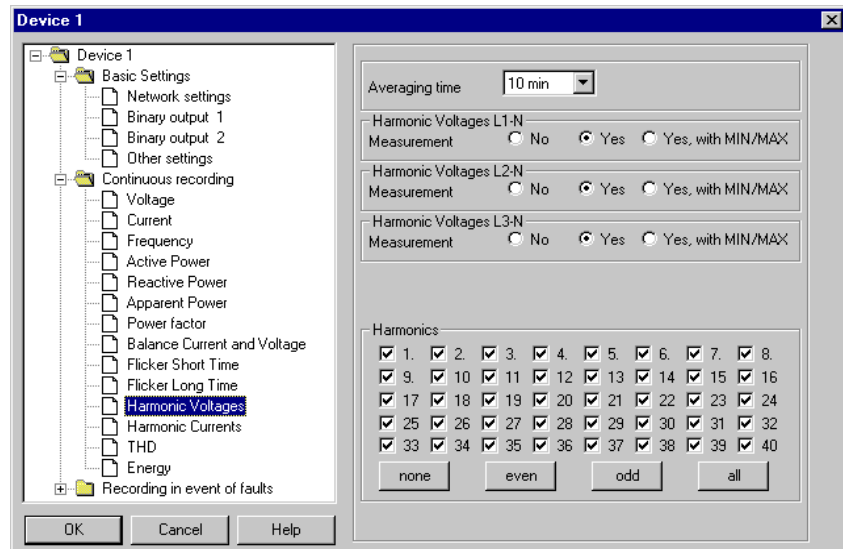 Device 1
Device 1
Basic Settings
Network settings
Binary output 1
Binary output 2
Other settings
Continuous recording
Voltage
Current
Frequency
Active Power
Reactive Power
Apparent Power
Power factor
Balance Current and Voltage
Flicker Short Time
Flicker Long Time
Harmonic Voltages
Harmonic Currents
THD
Energy
Recording in event of faults
OK Cancel Help
Averaging time 10 min
Harmonic Voltages L1-N
Measurement No Yes Yes, with MIN/MAX
Harmonic Voltages L2-N
Measurement No Yes Yes, with MIN/MAX
Harmonic Voltages L3-N
Measurement No Yes Yes, with MIN/MAX
Harmonics
1. 2. 3. 4. 5. 6. 7. 8.
9. 10 11 12 13 14 15 16
17 18 19 20 21 22 23 24
25 26 27 28 29 30 31 32
33 34 35 36 37 38 39 40
none even odd all